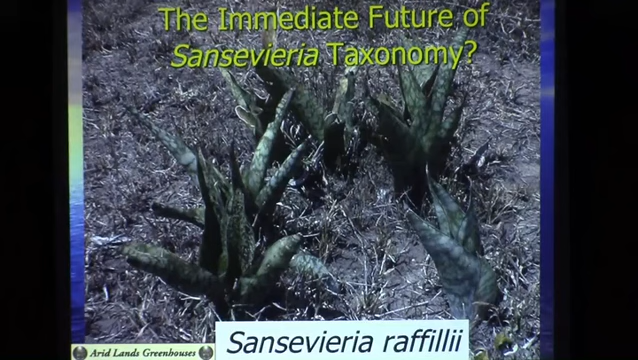 The Immediate Future of
Sansevieria Taxonomy?
Arid Lands Greenhouses
Sansevieria raffillii